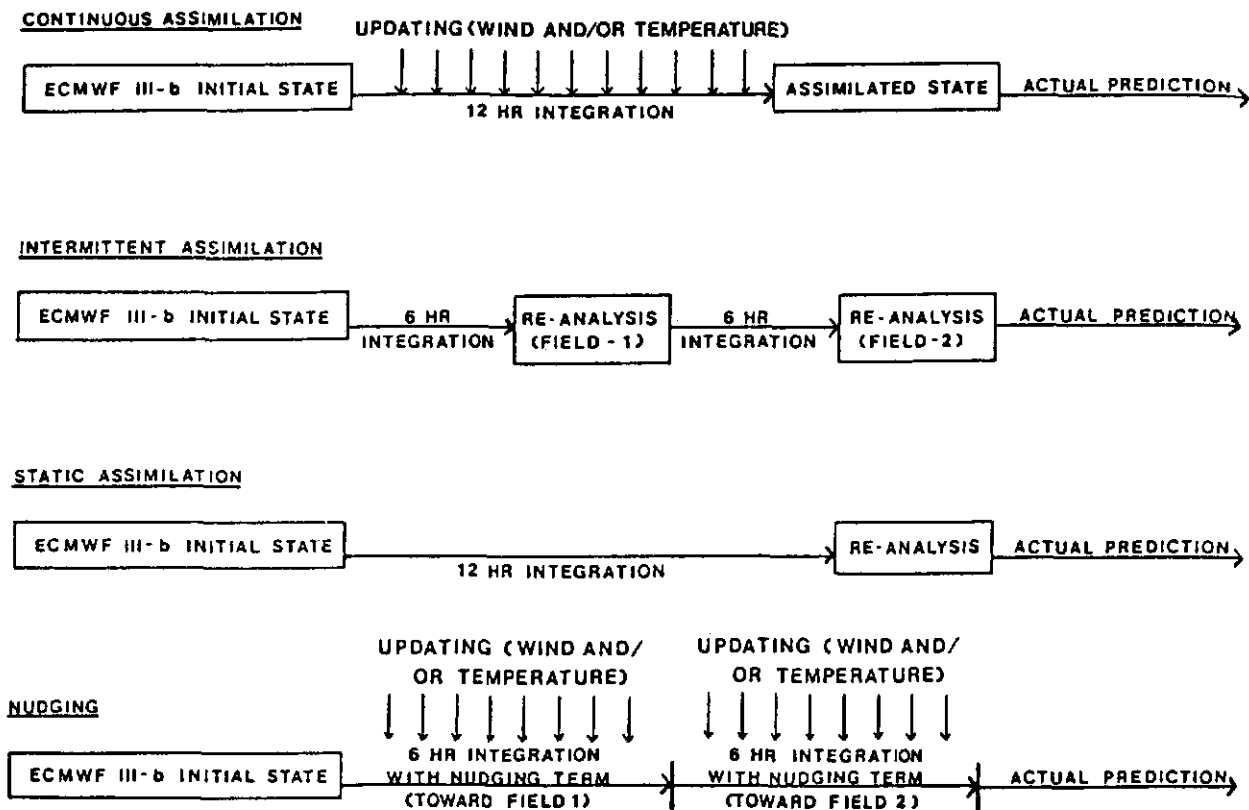 CONTINUOUS ASSIMILATION
UPDATING (WIND AND/OR TEMPERATURE)
ECMWF III-b INITIAL STATE
12 HR INTEGRATION
ASSIMILATED STATE
ACTUAL PREDICTION
INTERMITTENT ASSIMILATION
ECMWF III-b INITIAL STATE
6 HR
INTEGRATION
RE-ANALYSIS
(FIELD-1)
6 HR
INTEGRATION
RE-ANALYSIS
(FIELD-2)
ACTUAL PREDICTION
STATIC ASSIMILATION
ECMWF III-b INITIAL STATE
12 HR INTEGRATION
RE-ANALYSIS
ACTUAL PREDICTION
NUDGING
UPDATING (WIND AND/
OR TEMPERATURE)
UPDATING (WIND AND/
OR TEMPERATURE)
ECMWF III-b INITIAL STATE
6 HR INTEGRATION
WITH NUDGING TERM
(TOWARD FIELD 1)
6 HR INTEGRATION
WITH NUDGING TERM
(TOWARD FIELD 2)
ACTUAL PREDICTION